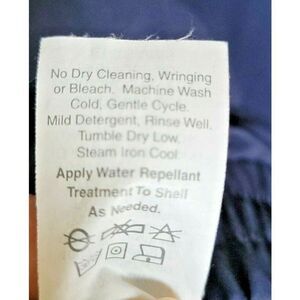 No Dry Cleaning, Wringing
or Bleach. Machine Wash
Cold, Gentle Cycle.
Mild Detergent, Rinse Well,
Tumble Dry Low,
Steam Iron Cool.
Apply Water Repellant
Treatment To Shell
As Needed.